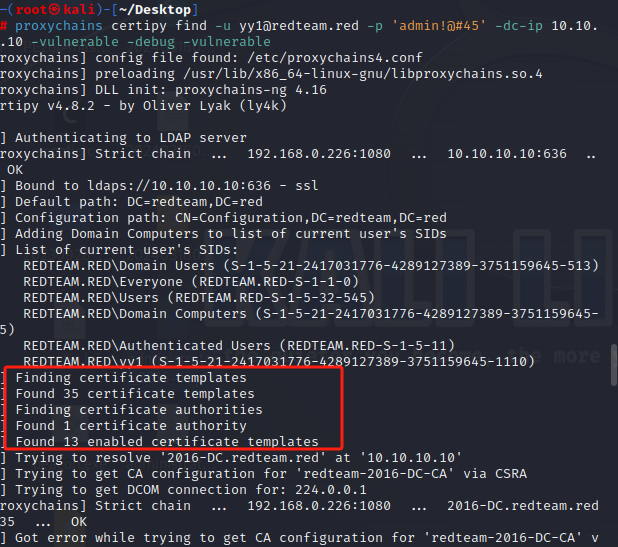 ─(root㉿kali)-[~/Desktop]
# proxychains certipy find -u yy1@redteam.red -p 'admin!@#45' -dc-ip 10.10.
.10 -vulnerable -debug -vulnerable
roxychains] config file found: /etc/proxychains4.conf
roxychains] preloading /usr/lib/x86_64-linux-gnu/libproxychains.so.4
roxychains] DLL init: proxychains-ng 4.16
rtipy v4.8.2 - by Oliver Lyak (ly4k)
] Authenticating to LDAP server
roxychains] Strict chain ... 192.168.0.226:1080 ... 10.10.10.10:636 ..
OK
] Bound to ldaps://10.10.10.10:636 - ssl
] Default path: DC=redteam,DC=red
] Configuration path: CN=Configuration,DC=redteam,DC=red
] Adding Domain Computers to list of current user's SIDs
] List of current user's SIDs:
REDTEAM.RED\Domain Users (S-1-5-21-2417031776-4289127389-3751159645-513)
REDTEAM.RED\Everyone (REDTEAM.RED-S-1-1-0)
REDTEAM.RED\Users (REDTEAM.RED-S-1-5-32-545)
REDTEAM.RED\Domain Computers (S-1-5-21-2417031776-4289127389-3751159645-
5)
REDTEAM.RED\Authenticated Users (REDTEAM.RED-S-1-5-11)
REDTEAM.RED\yy1 (S-1-5-21-2417031776-4289127389-3751159645-1110)
] Finding certificate templates
] Found 35 certificate templates
] Finding certificate authorities
] Found 1 certificate authority
] Found 13 enabled certificate templates
] Trying to resolve '2016-DC.redteam.red' at '10.10.10.10'
] Trying to get CA configuration for 'redteam-2016-DC-CA' via CSRA
] Trying to get DCOM connection for: 224.0.0.1
roxychains] Strict chain ... 192.168.0.226:1080 ... 2016-DC.redteam.red
35 ... OK
] Got error while trying to get CA configuration for 'redteam-2016-DC-CA' v